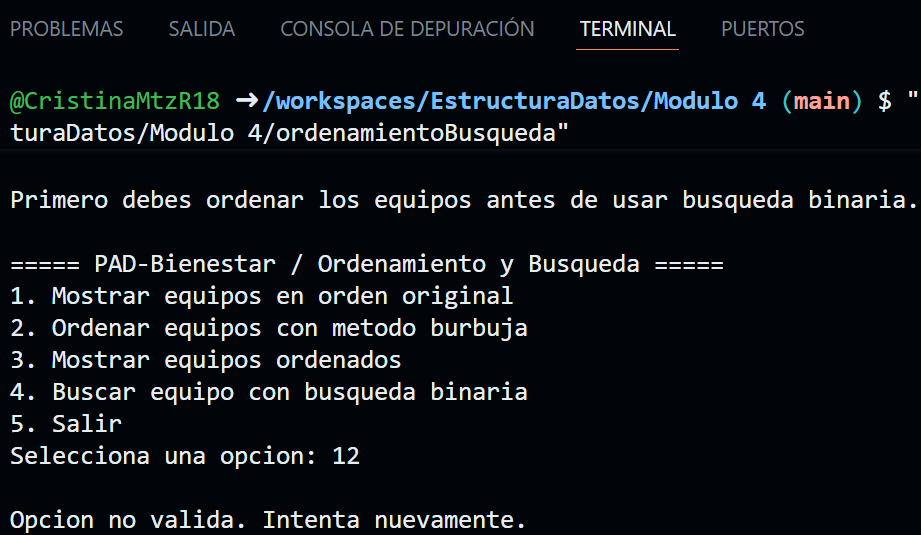 PROBLEMAS SALIDA CONSOLA DE DEPURACIÓN TERMINAL PUERTOS
@CristinaMtzR18 ➜/workspaces/EstructuraDatos/Modulo 4 (main) $ "
turaDatos/Modulo 4/ordenamientoBusqueda"
Primero debes ordenar los equipos antes de usar busqueda binaria.
===== PAD-Bienestar / Ordenamiento y Busqueda =====
1. Mostrar equipos en orden original
2. Ordenar equipos con metodo burbuja
3. Mostrar equipos ordenados
4. Buscar equipo con busqueda binaria
5. Salir
Selecciona una opcion: 12
Opcion no valida. Intenta nuevamente.